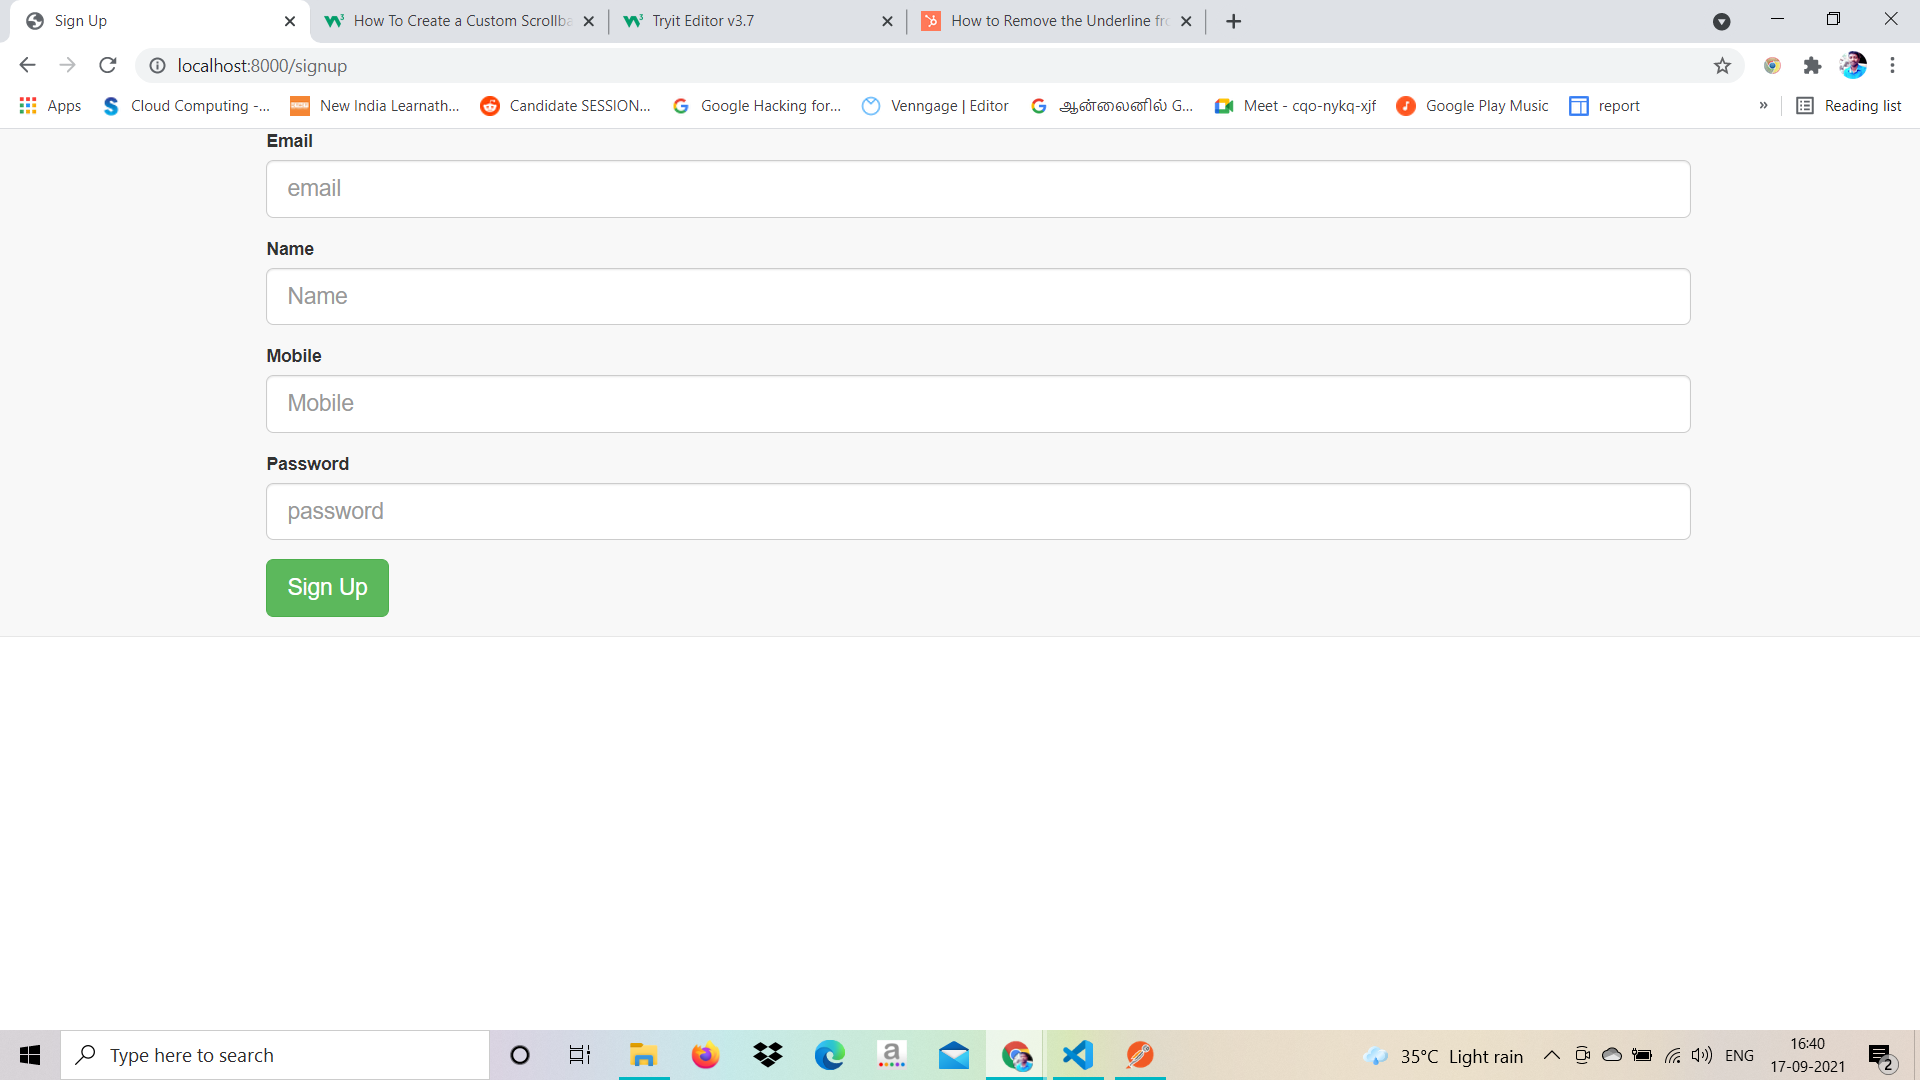 Sign Up
How To Create a Custom Scrollba
Tryit Editor v3.7
How to Remove the Underline fro
localhost:8000/signup
Apps
Cloud Computing -...
New India Learnath...
Candidate SESSION...
Google Hacking for...
Venngage | Editor
ஆன்லைனில் G...
Meet - cqo-nykq-xjf
Google Play Music
report
»
Reading list
Email
email
Name
Name
Mobile
Mobile
Password
password
Sign Up
Type here to search
35°C Light rain
ENG
16:40
17-09-2021
2